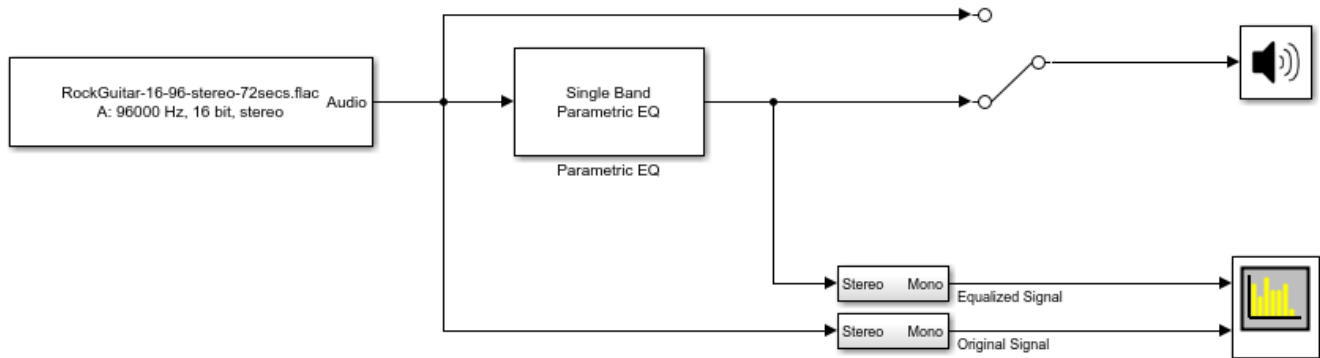 RockGuitar-16-96-stereo-72secs.flac
A: 96000 Hz, 16 bit, stereo
Audio
Single Band
Parametric EQ
Parametric EQ
Stereo Mono
Equalized Signal
Stereo Mono
Original Signal